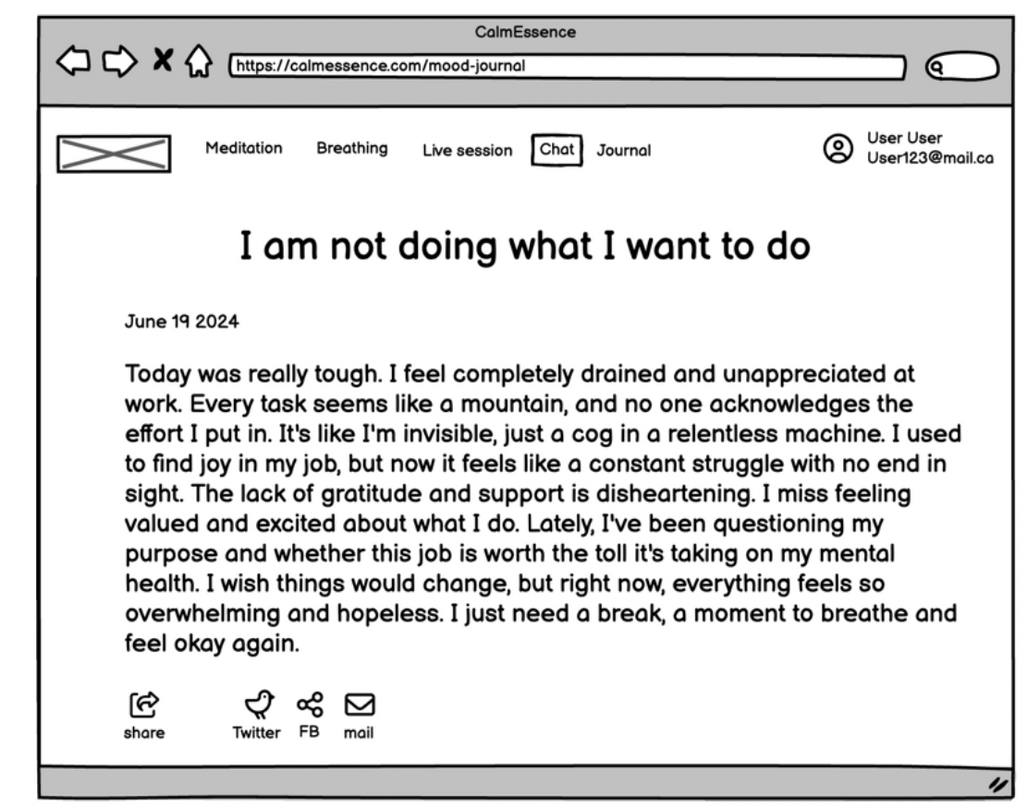 CalmEssence
https://calmessence.com/mood-journal
Meditation Breathing Live session Chat Journal
User User
User123@mail.ca
I am not doing what I want to do
June 19 2024
Today was really tough. I feel completely drained and unappreciated at
work. Every task seems like a mountain, and no one acknowledges the
effort I put in. It's like I'm invisible, just a cog in a relentless machine. I used
to find joy in my job, but now it feels like a constant struggle with no end in
sight. The lack of gratitude and support is disheartening. I miss feeling
valued and excited about what I do. Lately, I've been questioning my
purpose and whether this job is worth the toll it's taking on my mental
health. I wish things would change, but right now, everything feels so
overwhelming and hopeless. I just need a break, a moment to breathe and
feel okay again.
share Twitter FB mail